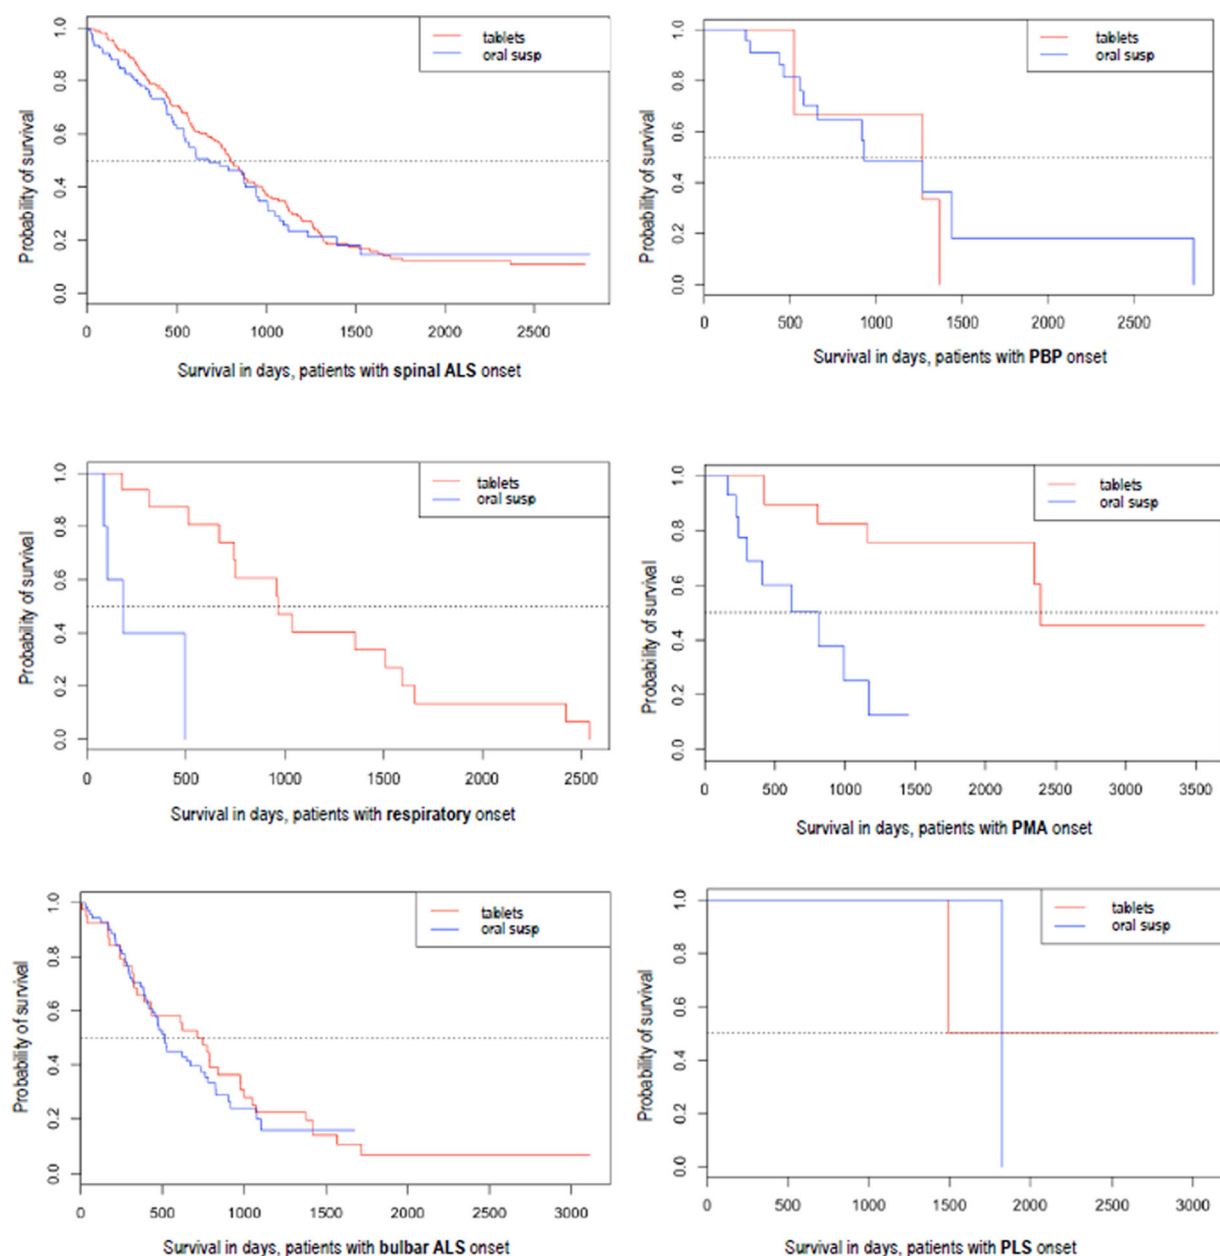 1.0
0.8
0.6
0.4
0.2
0.0
Probability of survival
tablets
oral susp
0 500 1000 1500 2000 2500
Survival in days, patients with spinal ALS onset
1.0
0.8
0.6
0.4
0.2
0.0
Probability of survival
tablets
oral susp
0 500 1000 1500 2000 2500
Survival in days, patients with PBP onset
1.0
0.8
0.6
0.4
0.2
0.0
Probability of survival
tablets
oral susp
0 500 1000 1500 2000 2500
Survival in days, patients with respiratory onset
1.0
0.8
0.6
0.4
0.2
0.0
Probability of survival
tablets
oral susp
0 500 1000 1500 2000 2500 3000 3500
Survival in days, patients with PMA onset
1.0
0.8
0.6
0.4
0.2
0.0
Probability of survival
tablets
oral susp
0 500 1000 1500 2000 2500 3000
Survival in days, patients with bulbar ALS onset
1.0
0.8
0.6
0.4
0.2
0.0
Probability of survival
tablets
oral susp
0 500 1000 1500 2000 2500 3000
Survival in days, patients with PLS onset